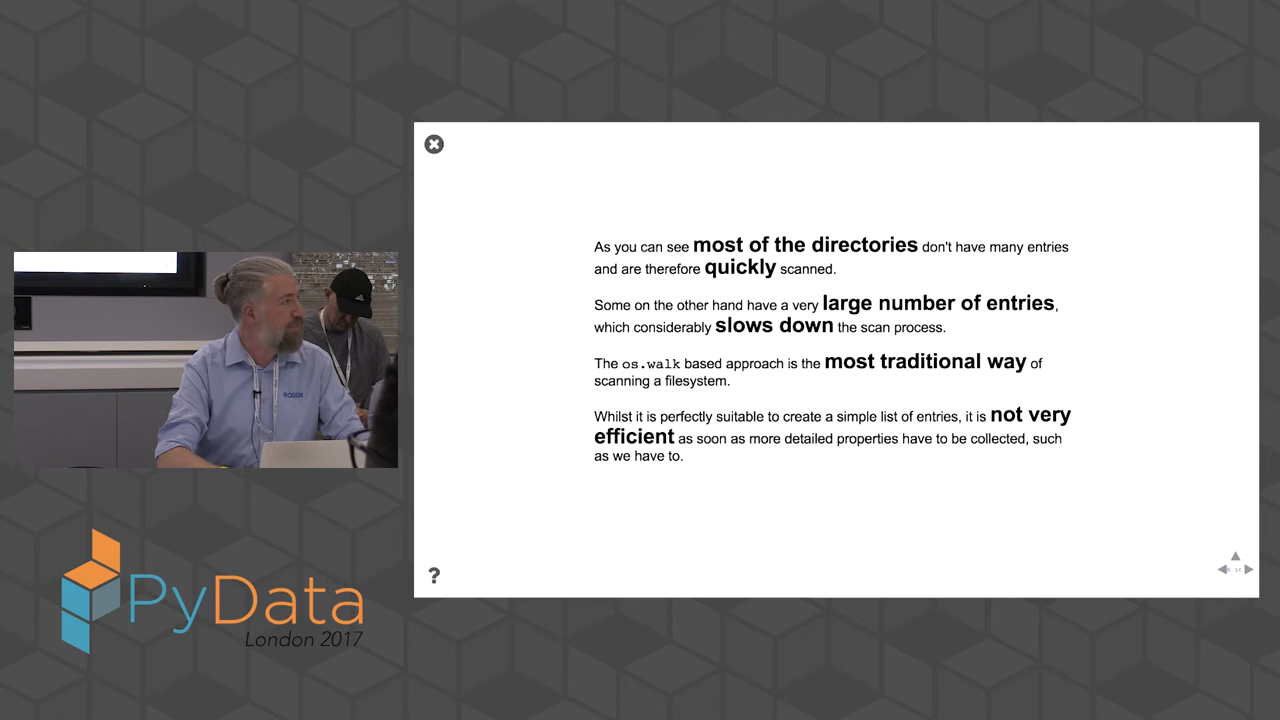 As you can see most of the directories don't have many entries
and are therefore quickly scanned.
Some on the other hand have a very large number of entries,
which considerably slows down the scan process.
The os.walk based approach is the most traditional way of
scanning a filesystem.
Whilst it is perfectly suitable to create a simple list of entries, it is not very
efficient as soon as more detailed properties have to be collected, such
as we have to.
?
ROSEN
PyData
London 2017